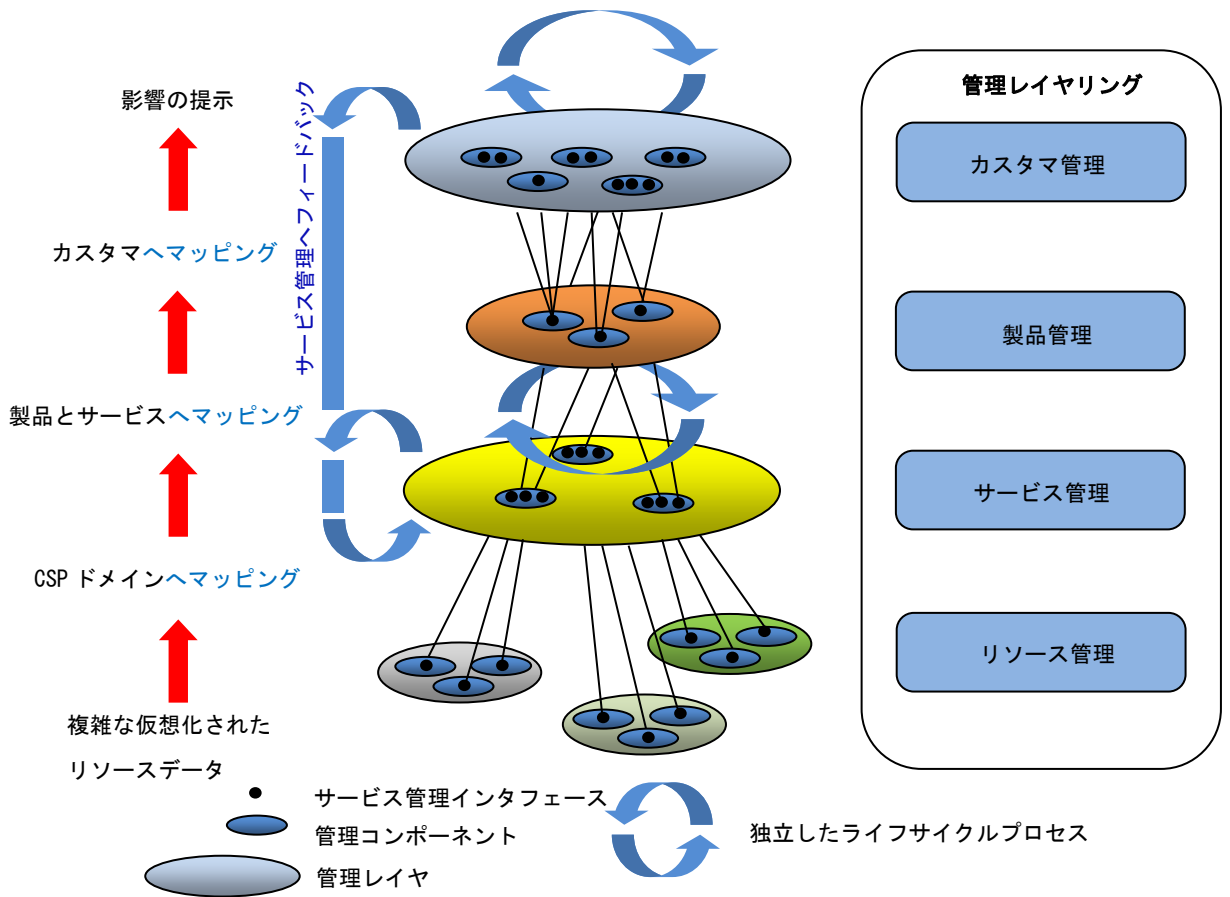 影響の提示
カスタマへマッピング
製品とサービスへマッピング
CSP ドメインへマッピング
複雑な仮想化された
リソースデータ
サービス管理へフィードバック
管理レイヤリング
カスタマ管理
製品管理
サービス管理
リソース管理
サービス管理インタフェース
管理コンポーネント
管理レイヤ
独立したライフサイクルプロセス